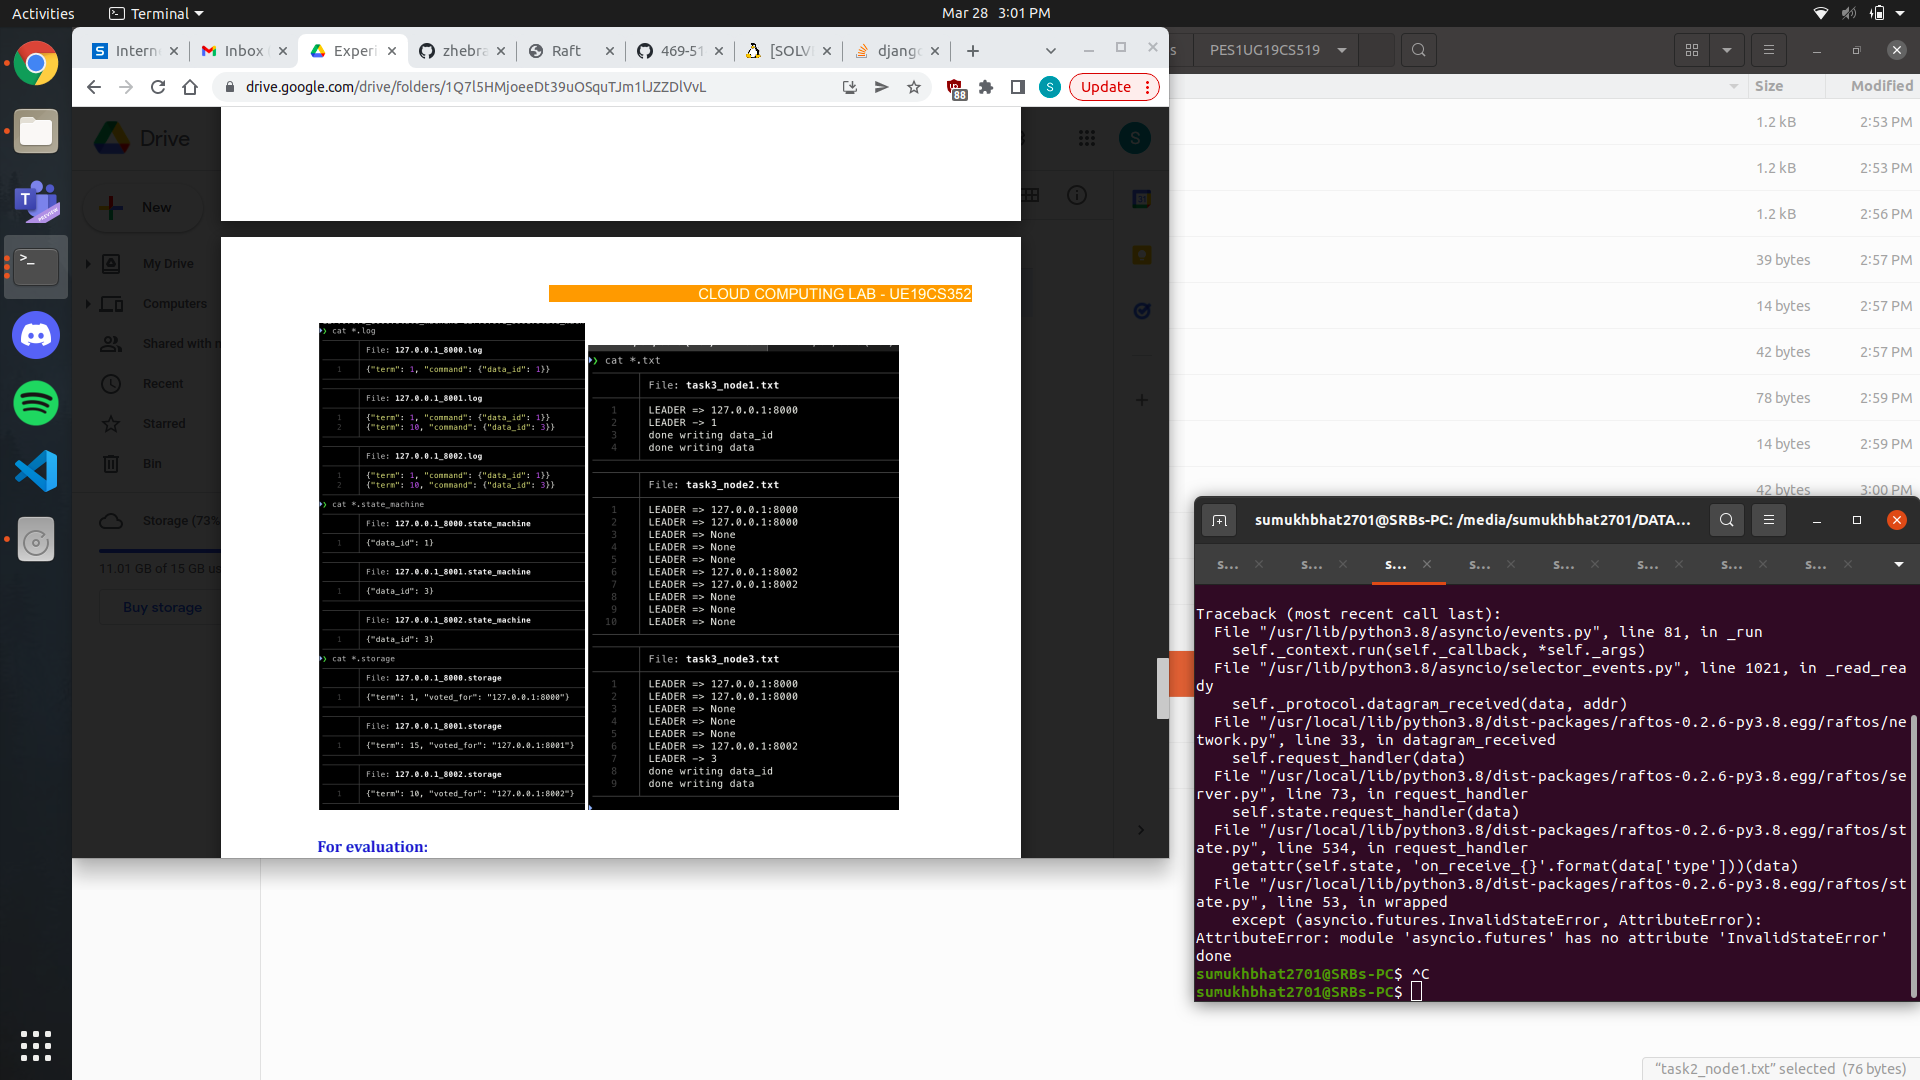 Activities
Terminal
Mar 28 3:01 PM
Intern
Inbox
Experi
zhebra
Raft
469-51
[SOLV
djang
drive.google.com/drive/folders/1Q7l5HMjoeeDt39uOSquTJm1lJZZDlVvL
88
S
Update
PES1UG19CS519
Size
Modified
Drive
S
New
My Drive
Computers
Shared with
Recent
Starred
Bin
Storage (73%
11.01 GB of 15 GB us
Buy storage
CLOUD COMPUTING LAB - UE19CS352
❯ cat *.log
File: 127.0.0.1_8000.log
1 {"term": 1, "command": {"data_id": 1}}
File: 127.0.0.1_8001.log
1 {"term": 1, "command": {"data_id": 1}}
2 {"term": 10, "command": {"data_id": 3}}
File: 127.0.0.1_8002.log
1 {"term": 1, "command": {"data_id": 1}}
2 {"term": 10, "command": {"data_id": 3}}
❯ cat *.state_machine
File: 127.0.0.1_8000.state_machine
1 {"data_id": 1}
File: 127.0.0.1_8001.state_machine
1 {"data_id": 3}
File: 127.0.0.1_8002.state_machine
1 {"data_id": 3}
❯ cat *.storage
File: 127.0.0.1_8000.storage
1 {"term": 1, "voted_for": "127.0.0.1:8000"}
File: 127.0.0.1_8001.storage
1 {"term": 15, "voted_for": "127.0.0.1:8001"}
File: 127.0.0.1_8002.storage
1 {"term": 10, "voted_for": "127.0.0.1:8002"}
❯ cat *.txt
File: task3_node1.txt
1 LEADER => 127.0.0.1:8000
2 LEADER -> 1
3 done writing data_id
4 done writing data
File: task3_node2.txt
1 LEADER => 127.0.0.1:8000
2 LEADER => 127.0.0.1:8000
3 LEADER => None
4 LEADER => None
5 LEADER => None
6 LEADER => 127.0.0.1:8002
7 LEADER => 127.0.0.1:8002
8 LEADER => None
9 LEADER => None
10 LEADER => None
File: task3_node3.txt
1 LEADER => 127.0.0.1:8000
2 LEADER => 127.0.0.1:8000
3 LEADER => None
4 LEADER => None
5 LEADER => None
6 LEADER => 127.0.0.1:8002
7 LEADER -> 3
8 done writing data_id
9 done writing data
For evaluation:
1.2 kB 2:53 PM
1.2 kB 2:53 PM
1.2 kB 2:56 PM
39 bytes 2:57 PM
14 bytes 2:57 PM
42 bytes 2:57 PM
78 bytes 2:59 PM
14 bytes 2:59 PM
42 bytes 3:00 PM
sumukhbhat2701@SRBs-PC: /media/sumukhbhat2701/DATA...
s... s... s... s... s... s... s... s...
Traceback (most recent call last):
File "/usr/lib/python3.8/asyncio/events.py", line 81, in _run
self._context.run(self._callback, *self._args)
File "/usr/lib/python3.8/asyncio/selector_events.py", line 1021, in _read_rea
dy
self._protocol.datagram_received(data, addr)
File "/usr/local/lib/python3.8/dist-packages/raftos-0.2.6-py3.8.egg/raftos/ne
twork.py", line 33, in datagram_received
self.request_handler(data)
File "/usr/local/lib/python3.8/dist-packages/raftos-0.2.6-py3.8.egg/raftos/se
rver.py", line 73, in request_handler
self.state.request_handler(data)
File "/usr/local/lib/python3.8/dist-packages/raftos-0.2.6-py3.8.egg/raftos/st
ate.py", line 534, in request_handler
getattr(self.state, 'on_receive_{}'.format(data['type']))(data)
File "/usr/local/lib/python3.8/dist-packages/raftos-0.2.6-py3.8.egg/raftos/st
ate.py", line 53, in wrapped
except (asyncio.futures.InvalidStateError, AttributeError):
AttributeError: module 'asyncio.futures' has no attribute 'InvalidStateError'
done
sumukhbhat2701@SRBs-PC$ ^C
sumukhbhat2701@SRBs-PC$
"task2_node1.txt" selected (76 bytes)